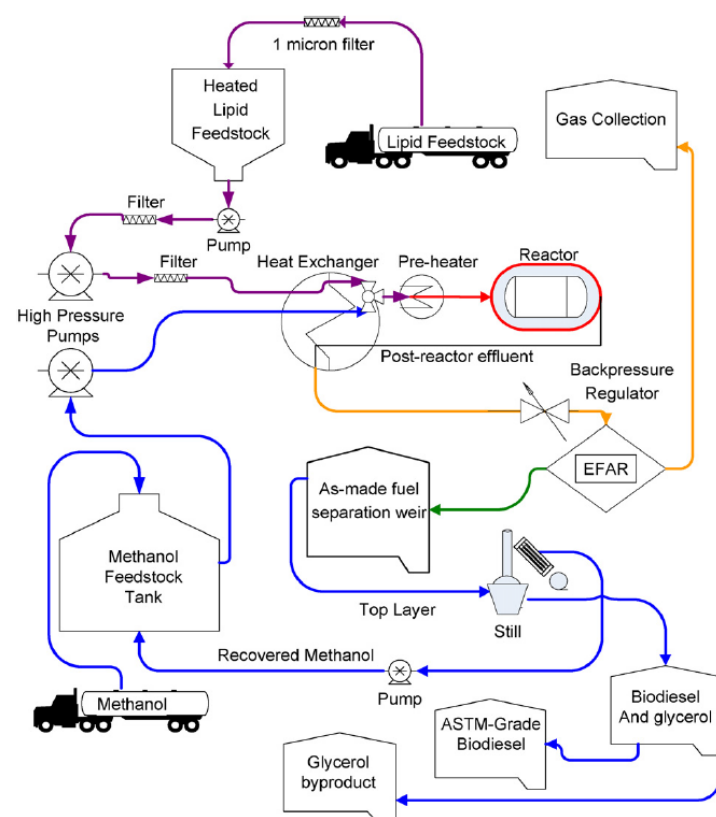 1 micron filter
Heated
Lipid
Feedstock
Lipid Feedstock
Gas Collection
Filter
Pump
Filter
Heat Exchanger
Pre-heater
Reactor
High Pressure
Pumps
Post-reactor effluent
Backpressure
Regulator
EFAR
As-made fuel
separation weir
Methanol
Feedstock
Tank
Top Layer
Still
Recovered Methanol
Pump
Methanol
Biodiesel
And glycerol
ASTM-Grade
Biodiesel
Glycerol
byproduct